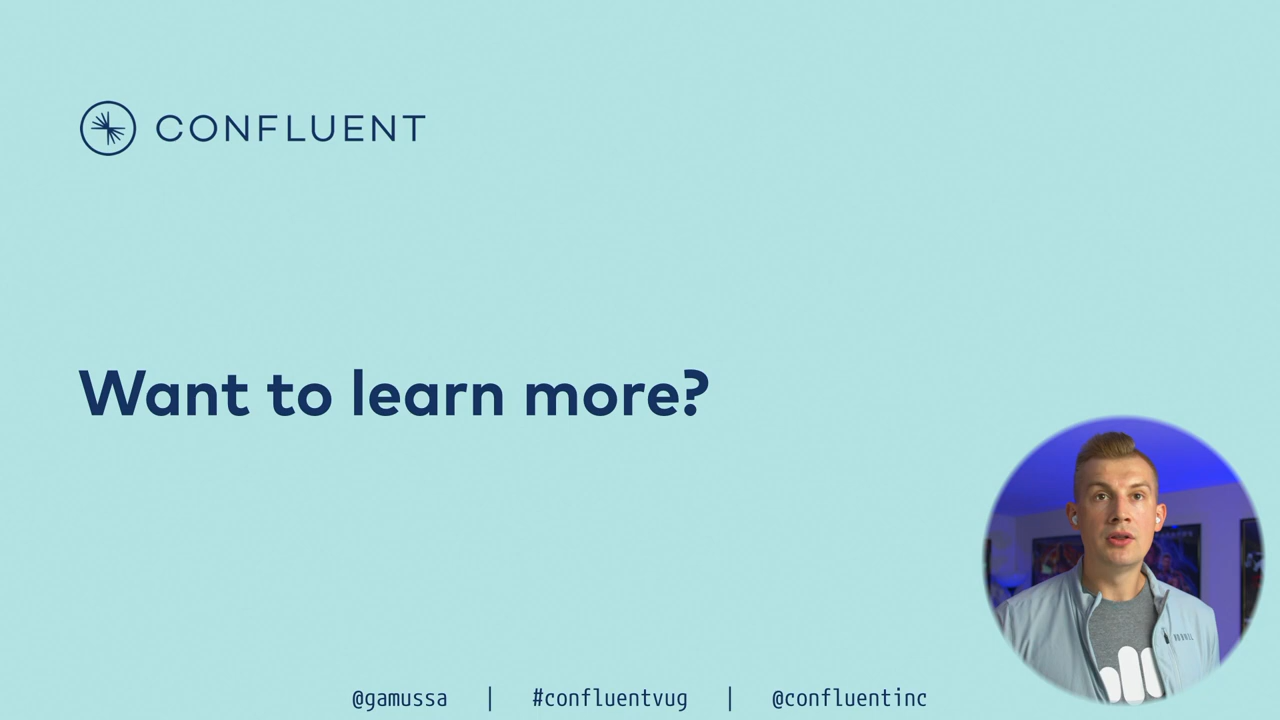 CONFLUENT
Want to learn more?
@gamussa | #confluentvug | @confluentinc